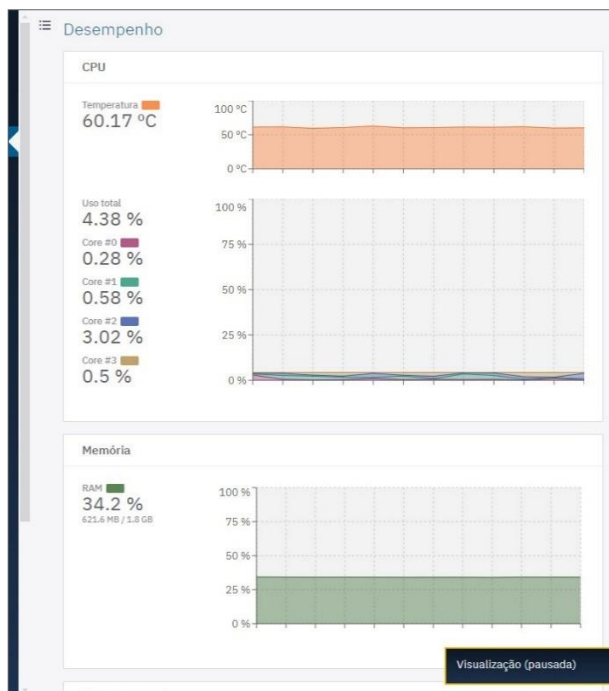 Desempenho
CPU
Temperatura
60.17 ºC
100 ºC
50 ºC
0 ºC
Uso total
4.38 %
Core #0
0.28 %
Core #1
0.58 %
Core #2
3.02 %
Core #3
0.5 %
100 %
75 %
50 %
25 %
0 %
Memória
RAM
34.2 %
621.6 MB / 1.8 GB
100 %
75 %
50 %
25 %
0 %
Visualização (pausada)